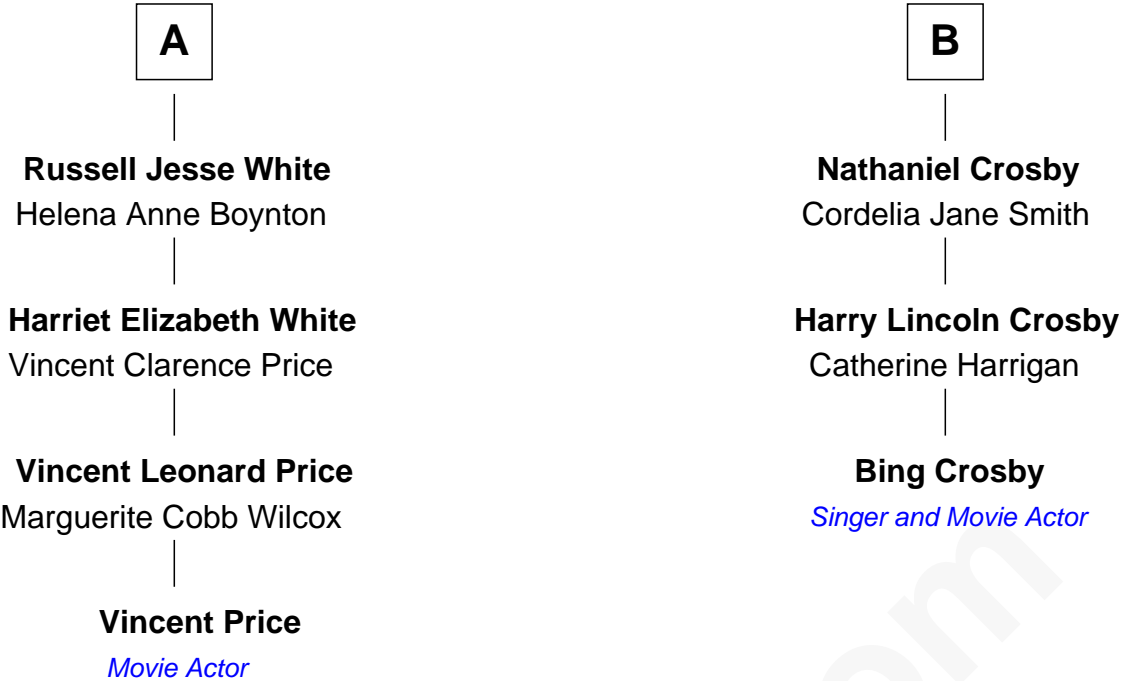 A
Russell Jesse White
Helena Anne Boynton
Harriet Elizabeth White
Vincent Clarence Price
Vincent Leonard Price
Marguerite Cobb Wilcox
Vincent Price
Movie Actor
B
Nathaniel Crosby
Cordelia Jane Smith
Harry Lincoln Crosby
Catherine Harrigan
Bing Crosby
Singer and Movie Actor
om